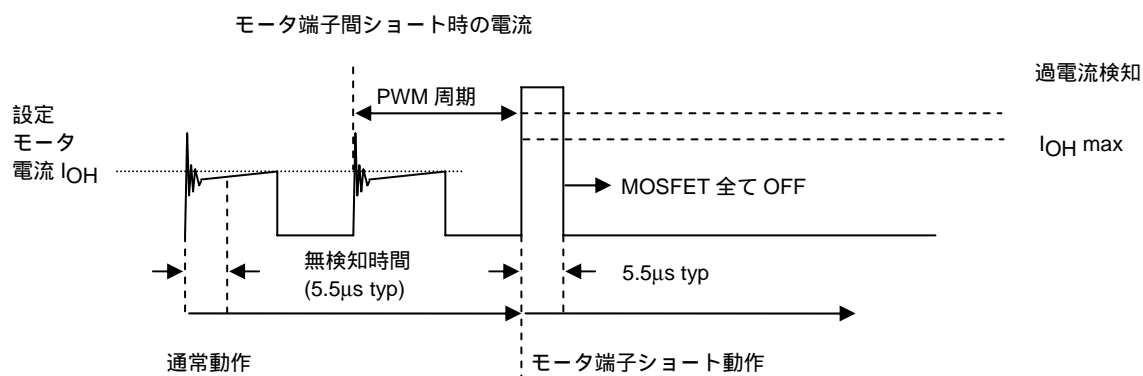 モータ端子間ショート時の電流
過電流検知
PWM 周期
設定
モータ
電流 IOH
IOH max
MOSFET 全て OFF
無検知時間
(5.5μs typ)
5.5μs typ
通常動作
モータ端子ショート動作